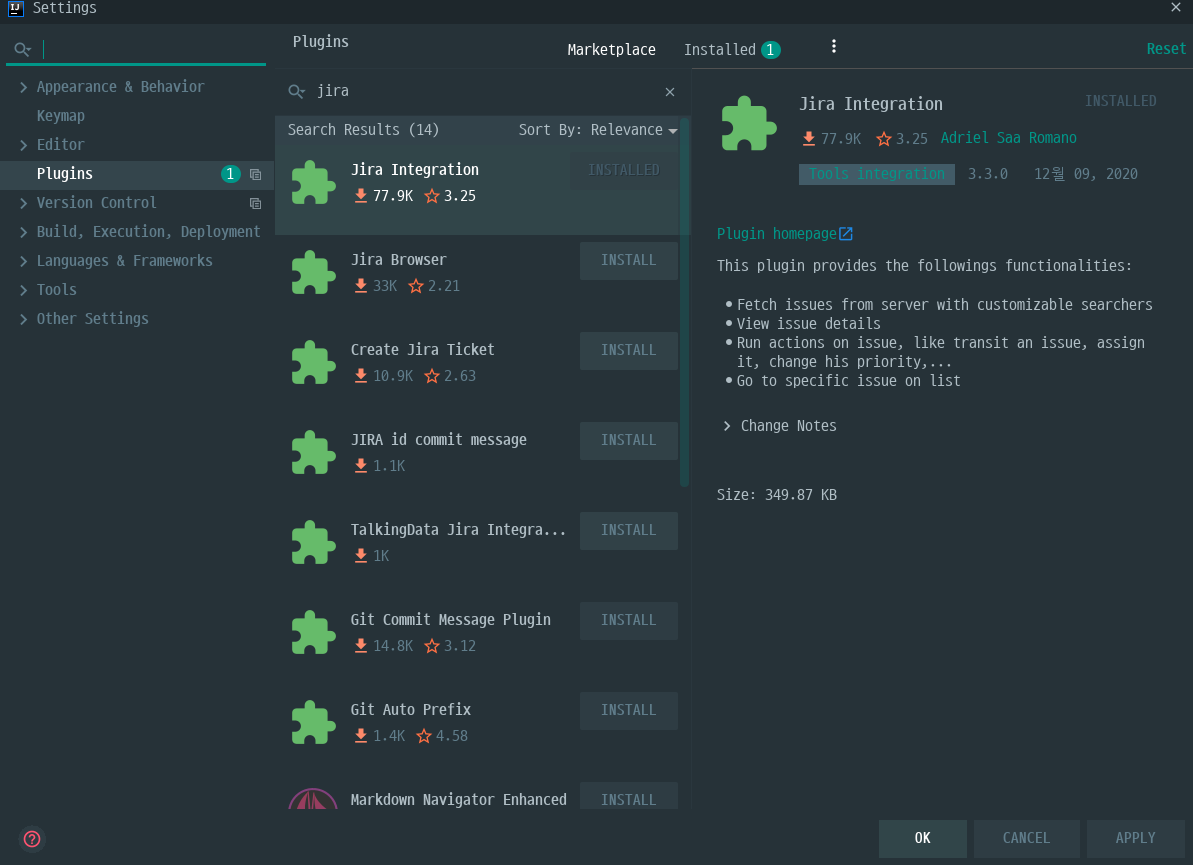 IJ Settings
Plugins
Marketplace Installed 1
Reset
Appearance & Behavior
Keymap
Editor
Plugins 1
Version Control
Build, Execution, Deployment
Languages & Frameworks
Tools
Other Settings
jira
Search Results (14) Sort By: Relevance
Jira Integration INSTALLED
77.9K 3.25
Jira Browser INSTALL
33K 2.21
Create Jira Ticket INSTALL
10.9K 2.63
JIRA id commit message INSTALL
1.1K
TalkingData Jira Integra... INSTALL
1K
Git Commit Message Plugin INSTALL
14.8K 3.12
Git Auto Prefix INSTALL
1.4K 4.58
Markdown Navigator Enhanced INSTALL
Jira Integration INSTALLED
77.9K 3.25 Adriel Saa Romano
Tools integration 3.3.0 12월 09, 2020
Plugin homepage
This plugin provides the followings functionalities:
• Fetch issues from server with customizable searchers
• View issue details
• Run actions on issue, like transit an issue, assign
it, change his priority,...
• Go to specific issue on list
Change Notes
Size: 349.87 KB
?
OK CANCEL APPLY